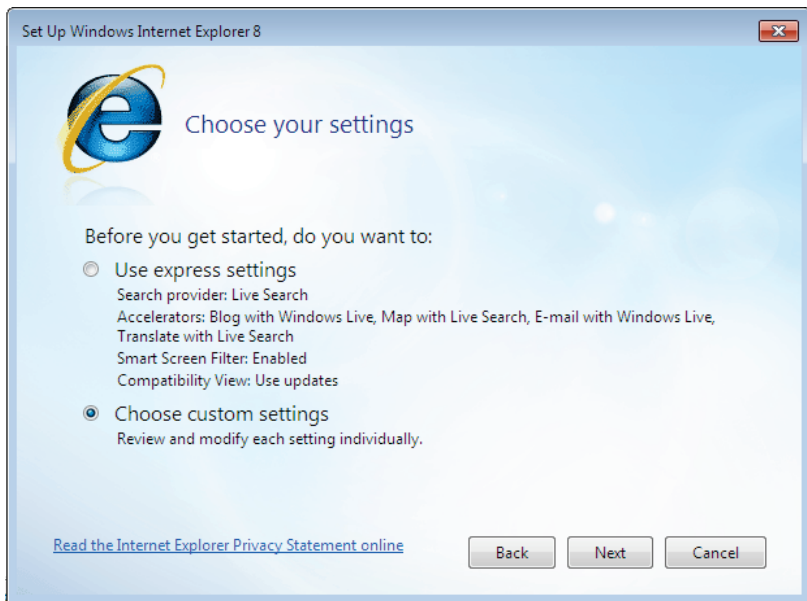 Set Up Windows Internet Explorer 8
Choose your settings
Before you get started, do you want to:
Use express settings
Search provider: Live Search
Accelerators: Blog with Windows Live, Map with Live Search, E-mail with Windows Live,
Translate with Live Search
Smart Screen Filter: Enabled
Compatibility View: Use updates
Choose custom settings
Review and modify each setting individually.
Read the Internet Explorer Privacy Statement online
Back Next Cancel